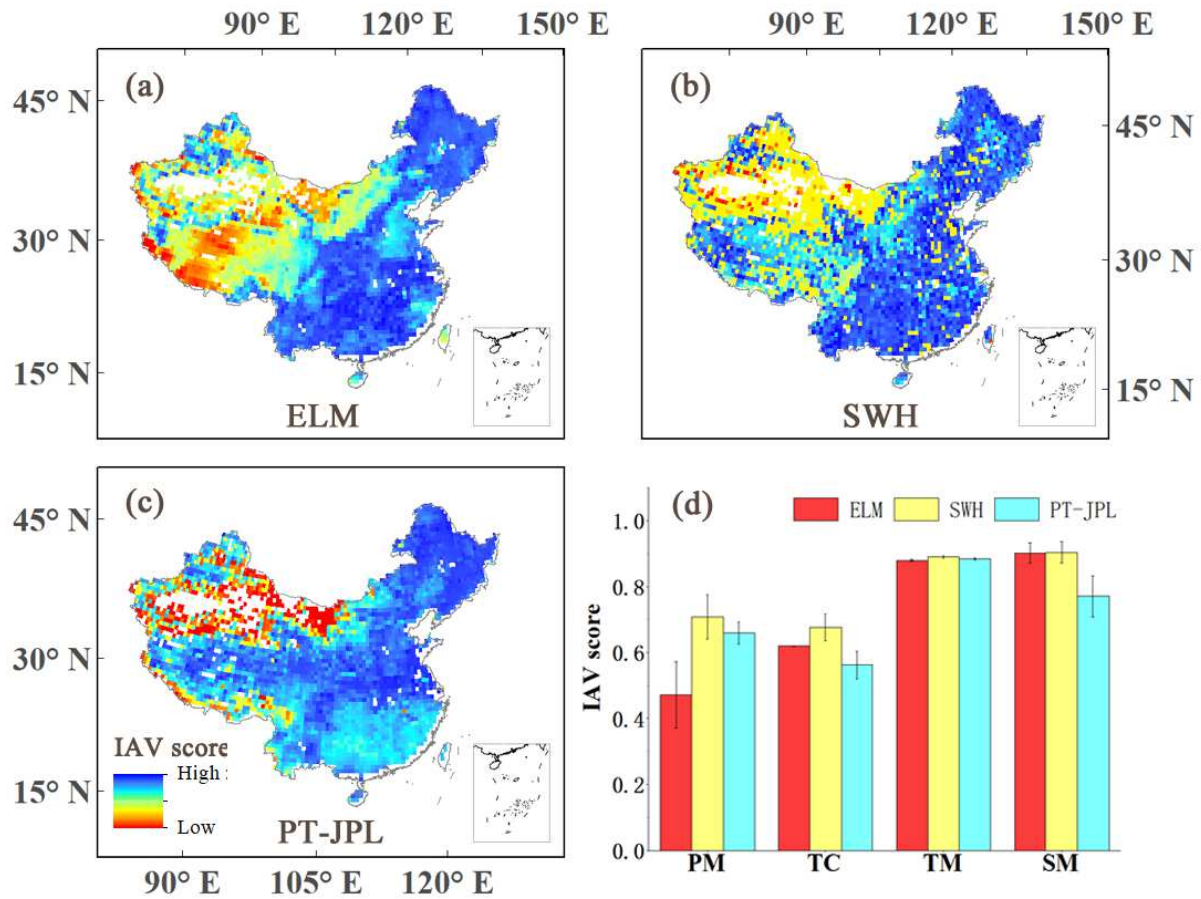 90° E 120° E 150° E 90° E 120° E 150° E
(a) (b)
45° N 45° N
30° N 30° N
15° N 15° N
ELM SWH
(c) (d)
ELM SWH PT-JPL
45° N
30° N
15° N
IAV score
High :
Low
PT-JPL
90° E 105° E 120° E
IAV score
1.0
0.8
0.6
0.4
0.2
0.0
PM TC TM SM